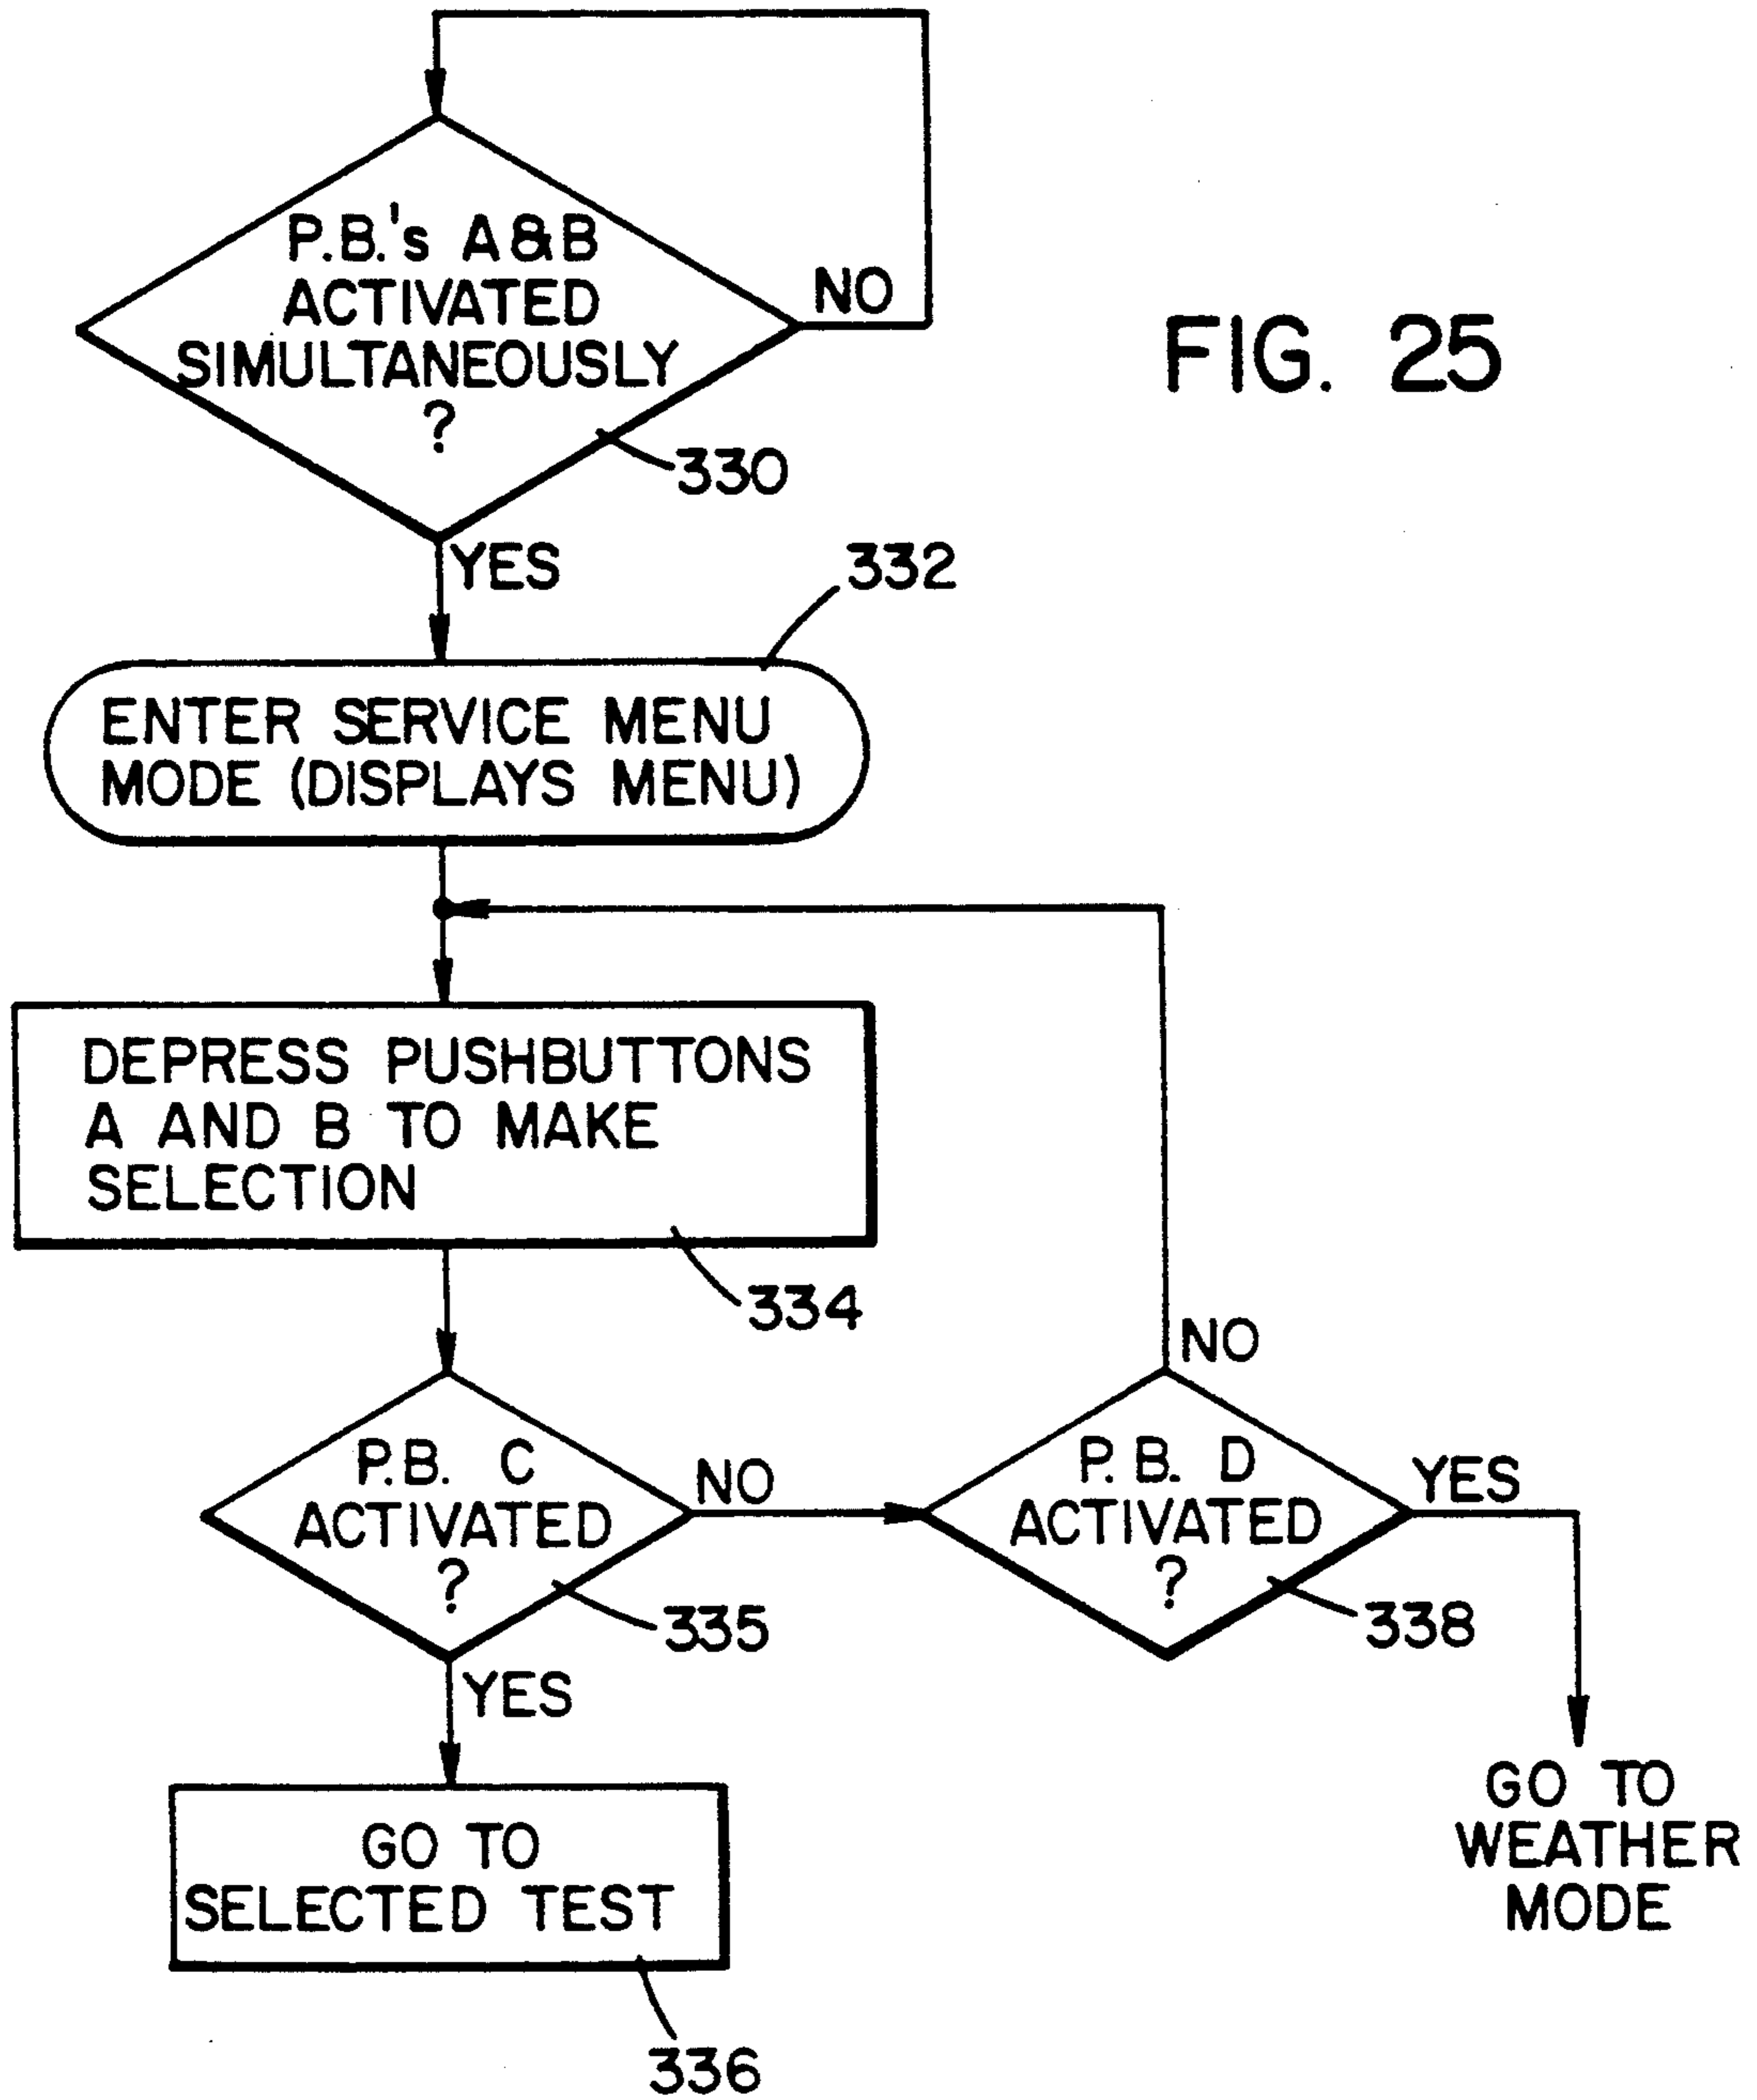 P.B.'s A&B
ACTIVATED
SIMULTANEOUSLY
?
NO
FIG. 25
330
YES
332
ENTER SERVICE MENU
MODE (DISPLAYS MENU)
DEPRESS PUSHBUTTONS
A AND B TO MAKE
SELECTION
334
P.B. C
ACTIVATED
?
NO
335
YES
NO
P.B. D
ACTIVATED
?
YES
338
GO TO
SELECTED TEST
336
GO TO
WEATHER
MODE